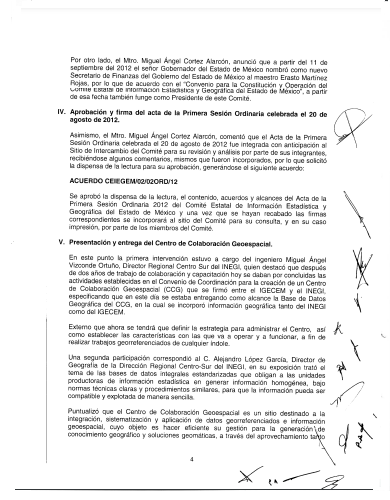 Por otro lado, el Mtro. Miguel Ángel Cortez Alarcón, anunció que a partir del 11 de
septiembre del 2012 el señor Gobernador del Estado de México nombró como nuevo
Secretario de Finanzas del Gobierno del Estado de México al maestro Erasto Martínez
Rojas, por lo que de acuerdo con el "Convenio para la Constitución y Operación del
Comité Estatal de Información Estadística y Geográfica del Estado de México", a partir
de esa fecha también funge como Presidente de este Comité.
IV. Aprobación y firma del acta de la Primera Sesión Ordinaria celebrada el 20 de
agosto de 2012.
Asimismo, el Mtro. Miguel Ángel Cortez Alarcón, comentó que el Acta de la Primera
Sesión Ordinaria celebrada el 20 de agosto de 2012 fue integrada con anticipación al
Sitio de Intercambio del Comité para su revisión y análisis por parte de sus integrantes,
recibiéndose algunos comentarios, mismos que fueron incorporados, por lo que solicitó
la dispensa de la lectura para su aprobación, generándose el siguiente acuerdo:
ACUERDO CEIEGEM/02/02ORD/12
Se aprobó la dispensa de la lectura, el contenido, acuerdos y alcances del Acta de la
Primera Sesión Ordinaria 2012 del Comité Estatal de Información Estadística y
Geográfica del Estado de México y una vez que se hayan recabado las firmas
correspondientes se incorporará al sitio del Comité para su consulta, y en su caso
impresión, por parte de los miembros del Comité.
V. Presentación y entrega del Centro de Colaboración Geoespacial.
En este punto la primera intervención estuvo a cargo del ingeniero Miguel Ángel
Vizconde Ortuño, Director Regional Centro Sur del INEGI, quien destacó que después
de dos años de trabajo de colaboración y capacitación hoy se daban por concluidas las
actividades establecidas en el Convenio de Coordinación para la creación de un Centro
de Colaboración Geoespacial (CCG) que se firmó entre el IGECEM y el INEGI,
especificando que en este día se estaba entregando como alcance la Base de Datos
Geográfica del CCG, en la cual se incorporó información geográfica tanto del INEGI
como del IGECEM.
Externo que ahora se tendrá que definir la estrategia para administrar el Centro, así
como establecer las características con las que va a operar y a funcionar, a fin de
realizar trabajos georreferenciados de cualquier índole.
Una segunda participación correspondió al C. Alejandro López García, Director de
Geografía de la Dirección Regional Centro-Sur del INEGI, en su exposición trató el
tema de las bases de datos integrales estandarizadas que obligan a las unidades
productoras de información estadística en generar información homogénea, bajo
normas técnicas claras y procedimientos similares, para que la información pueda ser
compatible y explotada de manera sencilla.
Puntualizó que el Centro de Colaboración Geoespacial es un sitio destinado a la
integración, sistematización y aplicación de datos georreferenciados e información
geoespacial, cuyo objeto es hacer eficiente su gestión para la generación de
conocimiento geográfico y soluciones geomáticas, a través del aprovechamiento tanto
4